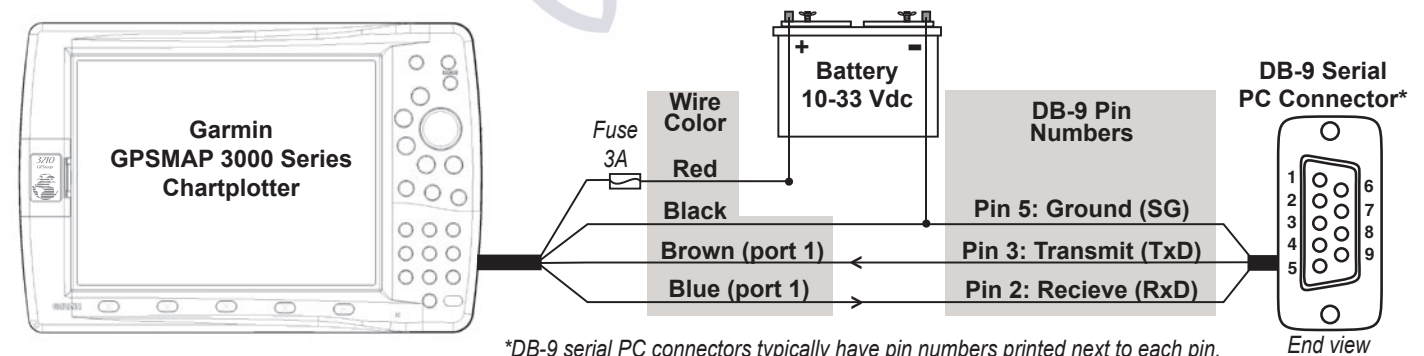 Garmin
GPSMAP 3000 Series
Chartplotter
3210
Fuse
3A
Wire
Color
Red
Black
Brown (port 1)
Blue (port 1)
+ -
Battery
10-33 Vdc
DB-9 Pin
Numbers
Pin 5: Ground (SG)
Pin 3: Transmit (TxD)
Pin 2: Recieve (RxD)
DB-9 Serial
PC Connector*
1
2
3
4
5
6
7
8
9
End view
*DB-9 serial PC connectors typically have pin numbers printed next to each pin.